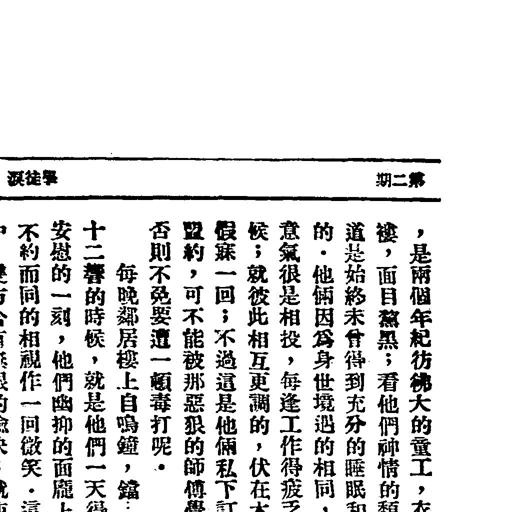 第二期
學徒淚
，是兩個年紀彷彿大的童工，衣
褸，面目黧黑；看他們神情的頹
道是始終未曾得到充分的睡眠和
的．他倆因爲身世境遇的相同，
意氣很是相投，每逢工作得疲乏
候；就彼此相互更調的，伏在
假寐一回；不過這是他倆私下訂
盟約，可不能被那惡狠的師傅覺
否則不免要遭一頓毒打呢．
每晚鄰居樓上自鳴鐘，鐺
十二響的時候，就是他們一天得
安慰的一刻，他們幽抑的面龐上
不約而同的相視作一回微笑．這